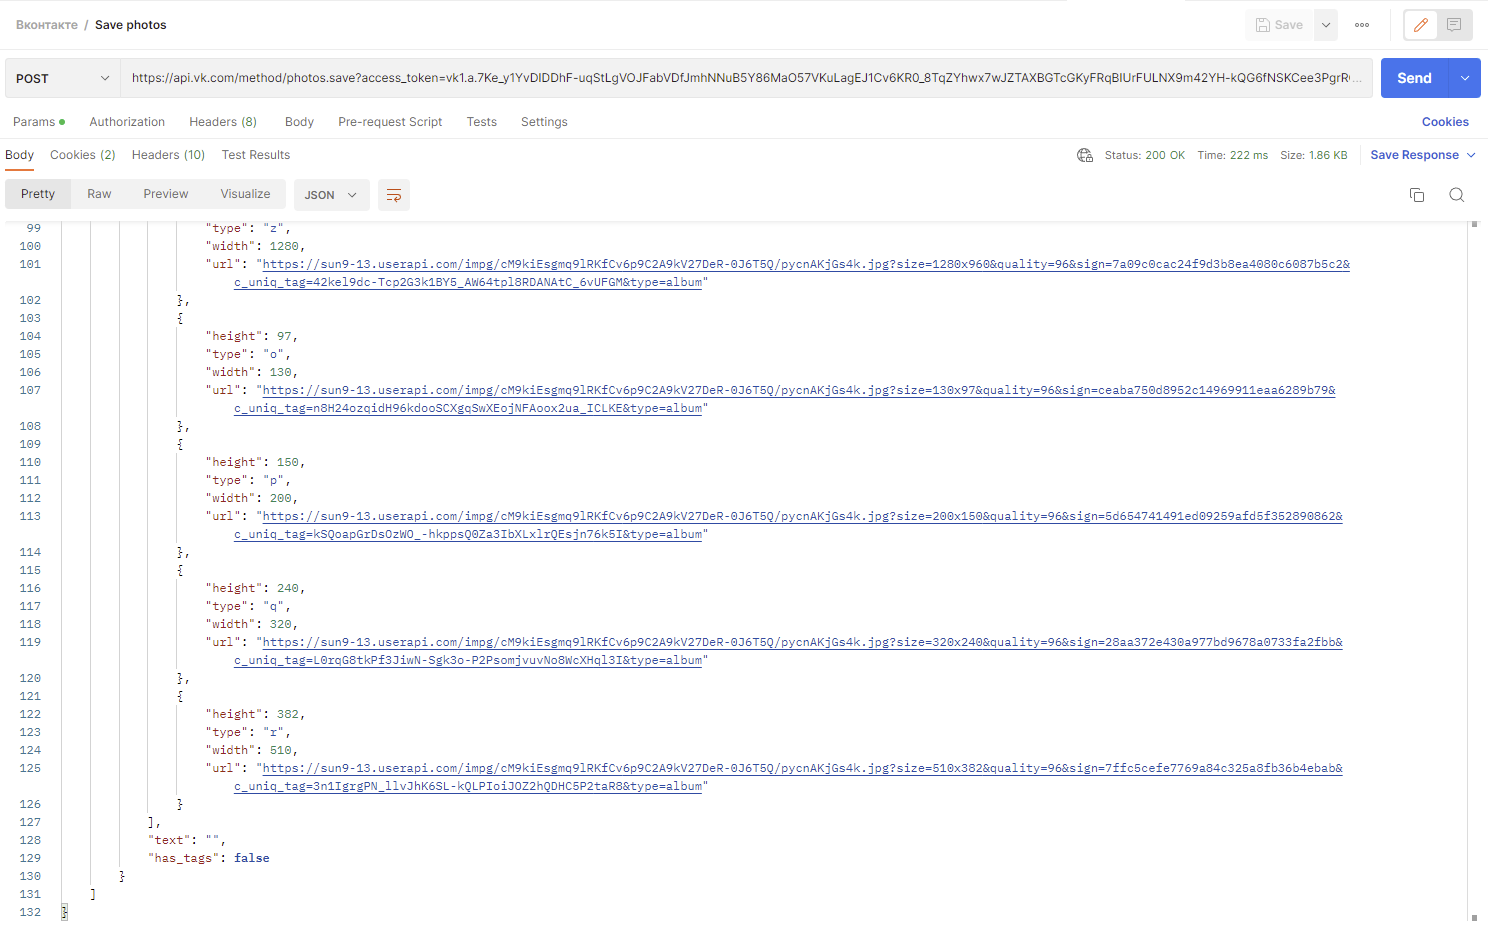 Вконтакте / Save photos
Save
POST
https://api.vk.com/method/photos.save?access_token=vk1.a.7Ke_y1YvDIDDhF-uqStLgVOJFabVDfJmhNNuB5Y86MaO57VKuLagEJ1Cv6KR0_8TqZYhwx7wJZTAXBGTcGKyFRqBIUrFULNX9m42YH-kQG6fNSKCee3PgrR...
Send
Params
Authorization
Headers (8)
Body
Pre-request Script
Tests
Settings
Cookies
Body
Cookies (2)
Headers (10)
Test Results
Status: 200 OK Time: 222 ms Size: 1.86 KB
Save Response
Pretty
Raw
Preview
Visualize
JSON
99 "type": "z",
100 "width": 1280,
101 "url": "https://sun9-13.userapi.com/impg/cM9kiEsgmq9lRKfCv6p9C2A9kV27DeR-0J6T5Q/pycnAKjGs4k.jpg?size=1280x960&quality=96&sign=7a09c0cac24f9d3b8ea4080c6087b5c2&
c_uniq_tag=42kel9dc-Tcp2G3k1BY5_AW64tpl8RDANAtC_6vUFGM&type=album"
102 },
103 {
104 "height": 97,
105 "type": "o",
106 "width": 130,
107 "url": "https://sun9-13.userapi.com/impg/cM9kiEsgmq9lRKfCv6p9C2A9kV27DeR-0J6T5Q/pycnAKjGs4k.jpg?size=130x97&quality=96&sign=ceaba750d8952c14969911eaa6289b79&
c_uniq_tag=n8H24ozqidH96kdooSCXgqSwXEojNFAoox2ua_ICLKE&type=album"
108 },
109 {
110 "height": 150,
111 "type": "p",
112 "width": 200,
113 "url": "https://sun9-13.userapi.com/impg/cM9kiEsgmq9lRKfCv6p9C2A9kV27DeR-0J6T5Q/pycnAKjGs4k.jpg?size=200x150&quality=96&sign=5d654741491ed09259afd5f352890862&
c_uniq_tag=kSQoapGrDsOzWO_-hkppsQ0Za3IbXLxlrQEsjn76k5I&type=album"
114 },
115 {
116 "height": 240,
117 "type": "q",
118 "width": 320,
119 "url": "https://sun9-13.userapi.com/impg/cM9kiEsgmq9lRKfCv6p9C2A9kV27DeR-0J6T5Q/pycnAKjGs4k.jpg?size=320x240&quality=96&sign=28aa372e430a977bd9678a0733fa2fbb&
c_uniq_tag=L0rqG8tkPf3JiwN-Sgk3o-P2PsomjvuvNo8WcXHql3I&type=album"
120 },
121 {
122 "height": 382,
123 "type": "r",
124 "width": 510,
125 "url": "https://sun9-13.userapi.com/impg/cM9kiEsgmq9lRKfCv6p9C2A9kV27DeR-0J6T5Q/pycnAKjGs4k.jpg?size=510x382&quality=96&sign=7ffc5cefe7769a84c325a8fb36b4ebab&
c_uniq_tag=3n1IgrgPN_llvJhK6SL-kQLPIoiJOZ2hQDHC5P2taR8&type=album"
126 }
127 ],
128 "text": "",
129 "has_tags": false
130 }
131 ]
132 }